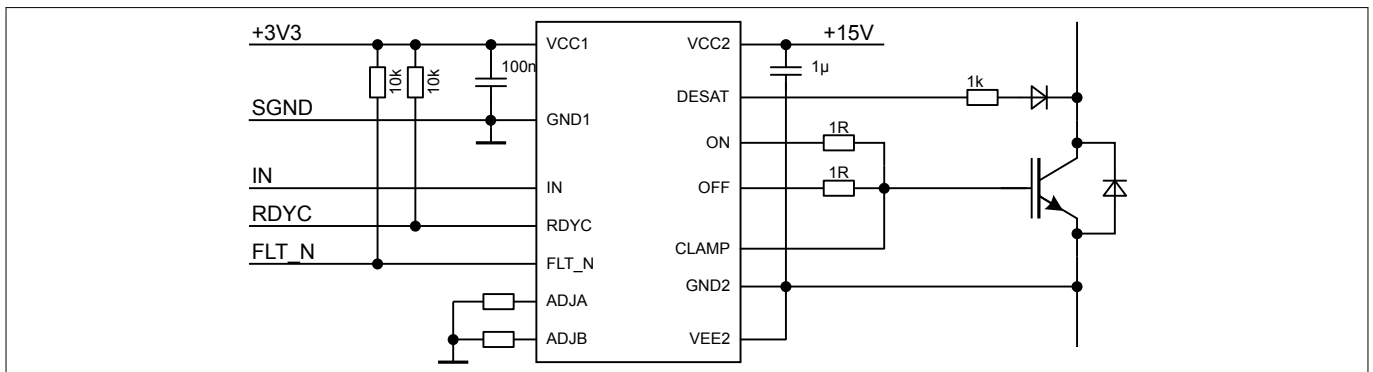 +3V3
10k
10k
100n
SGND
IN
RDYC
FLT_N
VCC1
GND1
IN
RDYC
FLT_N
ADJA
ADJB
VCC2
DESAT
ON
OFF
CLAMP
GND2
VEE2
+15V
1µ
1k
1R
1R